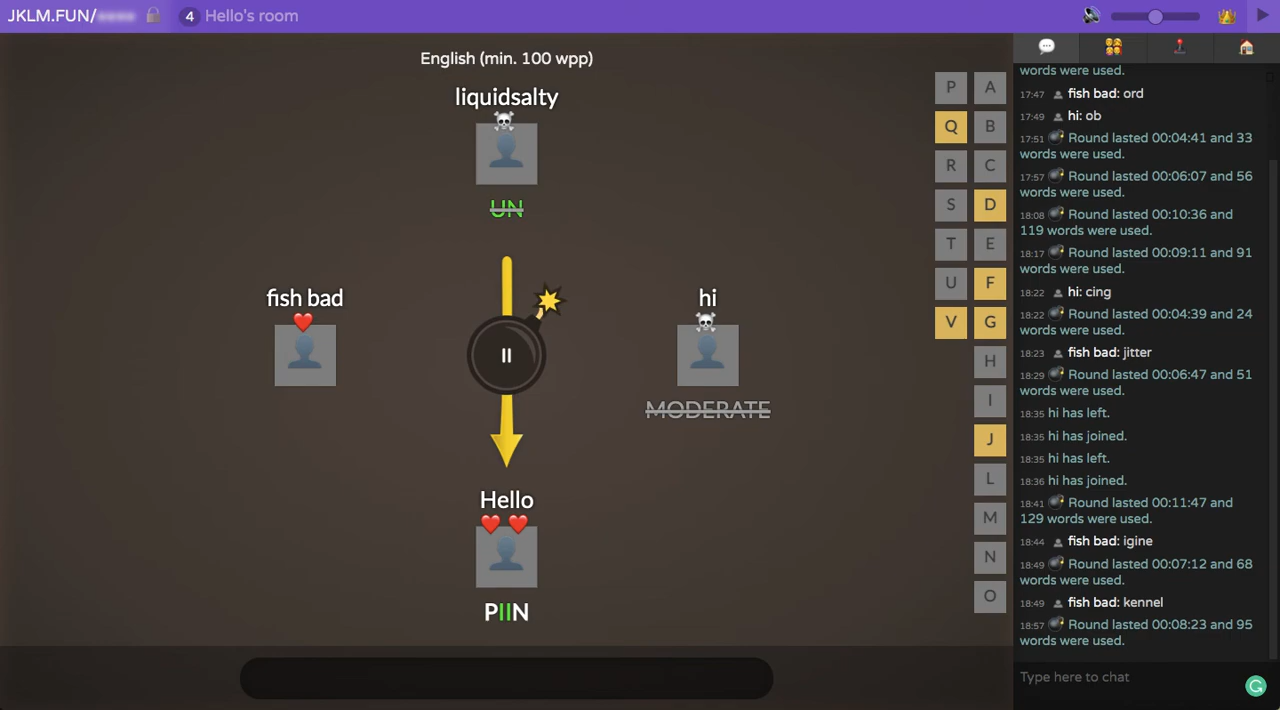 JKLM.FUN/
4 Hello's room
English (min. 100 wpp)
liquidsalty
UN
fish bad
hi
MODERATE
II
Hello
PIIN
P A
Q B
R C
S D
T E
U F
V G
H
I
J
L
M
N
O
words were used.
17:47 fish bad: ord
17:49 hi: ob
17:51 Round lasted 00:04:41 and 33
words were used.
17:57 Round lasted 00:06:07 and 56
words were used.
18:08 Round lasted 00:10:36 and
119 words were used.
18:17 Round lasted 00:09:11 and 91
words were used.
18:22 hi: cing
18:22 Round lasted 00:04:39 and 24
words were used.
18:23 fish bad: jitter
18:29 Round lasted 00:06:47 and 51
words were used.
18:35 hi has left.
18:35 hi has joined.
18:35 hi has left.
18:36 hi has joined.
18:41 Round lasted 00:11:47 and
129 words were used.
18:44 fish bad: igine
18:49 Round lasted 00:07:12 and 68
words were used.
18:49 fish bad: kennel
18:57 Round lasted 00:08:23 and 95
words were used.
Type here to chat